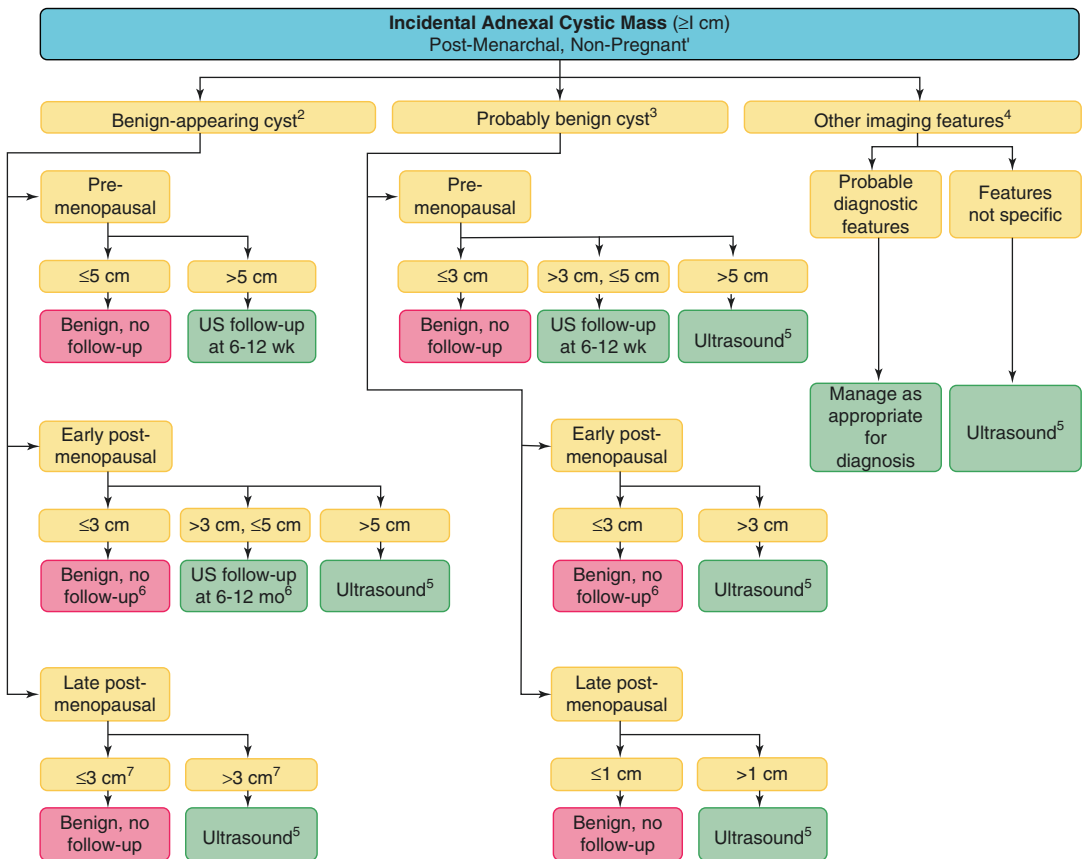 Incidental Adnexal Cystic Mass (≥I cm)
Post-Menarchal, Non-Pregnant'
Benign-appearing cyst2
Probably benign cyst3
Other imaging features4
Pre-
menopausal
≤5 cm
>5 cm
Benign, no
follow-up
US follow-up
at 6-12 wk
Early post-
menopausal
≤3 cm
>3 cm, ≤5 cm
>5 cm
Benign, no
follow-up6
US follow-up
at 6-12 mo6
Ultrasound5
Late post-
menopausal
≤3 cm7
>3 cm7
Benign, no
follow-up
Ultrasound5
Pre-
menopausal
≤3 cm
>3 cm, ≤5 cm
>5 cm
Benign, no
follow-up
US follow-up
at 6-12 wk
Ultrasound5
Early post-
menopausal
≤3 cm
>3 cm
Benign, no
follow-up6
Ultrasound5
Late post-
menopausal
≤1 cm
>1 cm
Benign, no
follow-up
Ultrasound5
Probable
diagnostic
features
Features
not specific
Manage as
appropriate
for
diagnosis
Ultrasound5